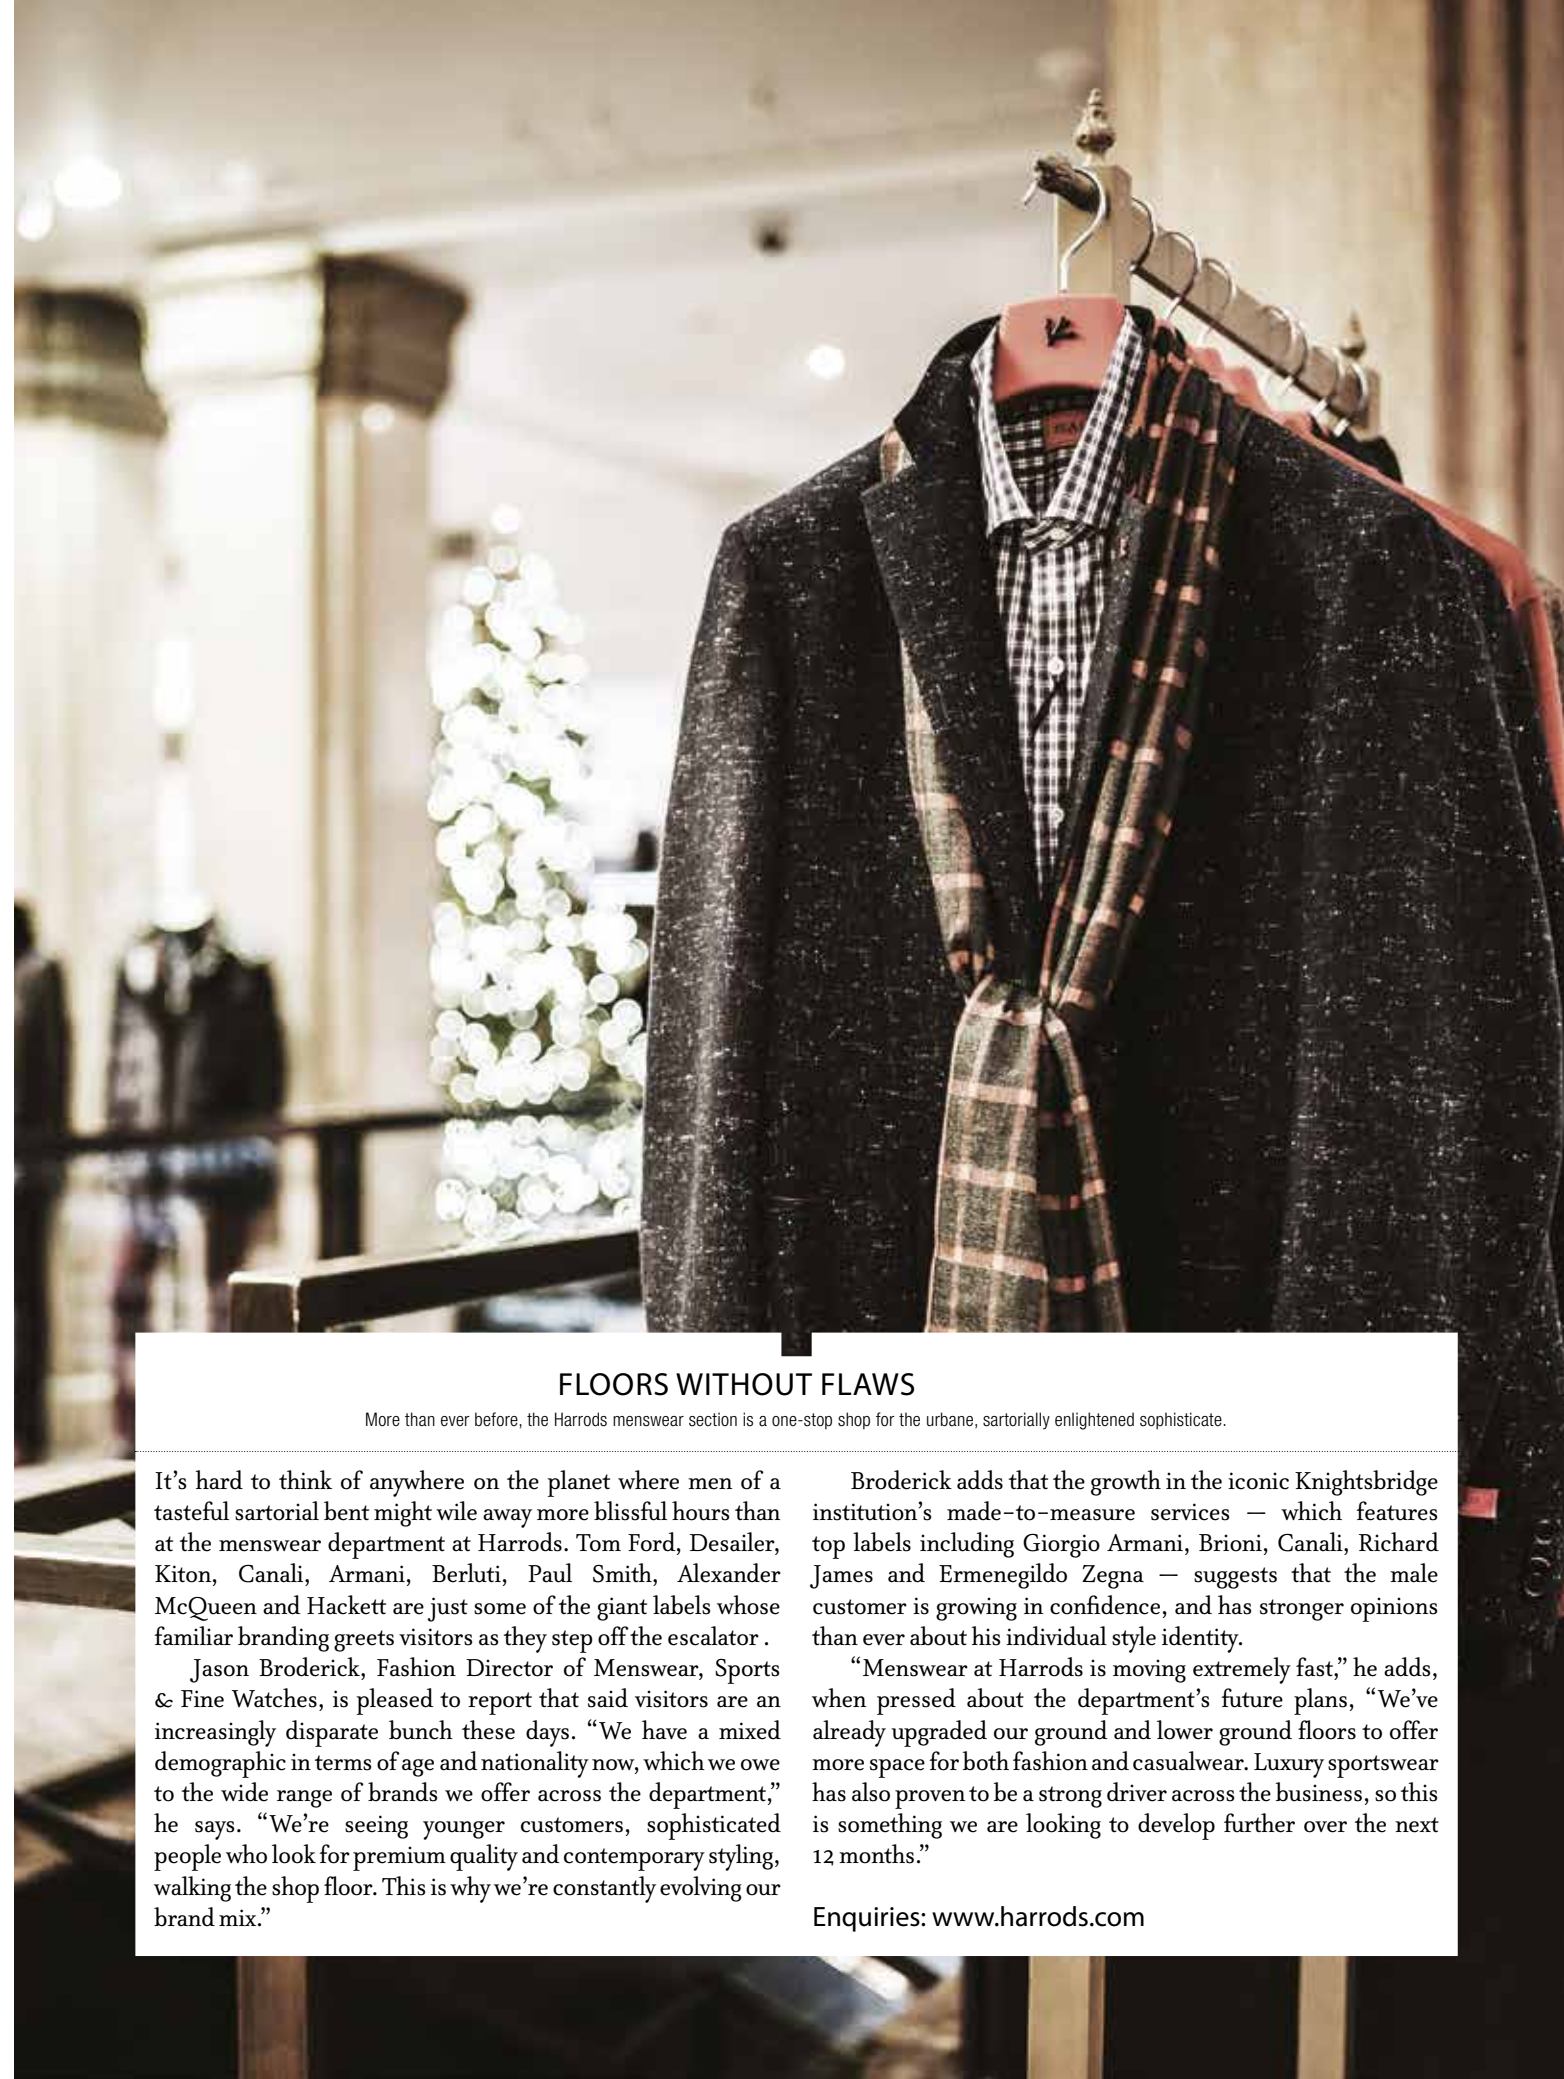 FLOORS WITHOUT FLAWS
More than ever before, the Harrods menswear section is a one-stop shop for the urbane, sartorially enlightened sophisticate.
It’s hard to think of anywhere on the planet where men of a
tasteful sartorial bent might wile away more blissful hours than
at the menswear department at Harrods. Tom Ford, Desailer,
Kiton, Canali, Armani, Berluti, Paul Smith, Alexander
McQueen and Hackett are just some of the giant labels whose
familiar branding greets visitors as they step off the escalator .
Jason Broderick, Fashion Director of Menswear, Sports
& Fine Watches, is pleased to report that said visitors are an
increasingly disparate bunch these days. “We have a mixed
demographic in terms of age and nationality now, which we owe
to the wide range of brands we offer across the department,”
he says. “We’re seeing younger customers, sophisticated
people who look for premium quality and contemporary styling,
walking the shop floor. This is why we’re constantly evolving our
brand mix.”
Broderick adds that the growth in the iconic Knightsbridge
institution’s made-to-measure services — which features
top labels including Giorgio Armani, Brioni, Canali, Richard
James and Ermenegildo Zegna — suggests that the male
customer is growing in confidence, and has stronger opinions
than ever about his individual style identity.
“Menswear at Harrods is moving extremely fast,” he adds,
when pressed about the department’s future plans, “We’ve
already upgraded our ground and lower ground floors to offer
more space for both fashion and casualwear. Luxury sportswear
has also proven to be a strong driver across the business, so this
is something we are looking to develop further over the next
12 months.”
Enquiries: www.harrods.com